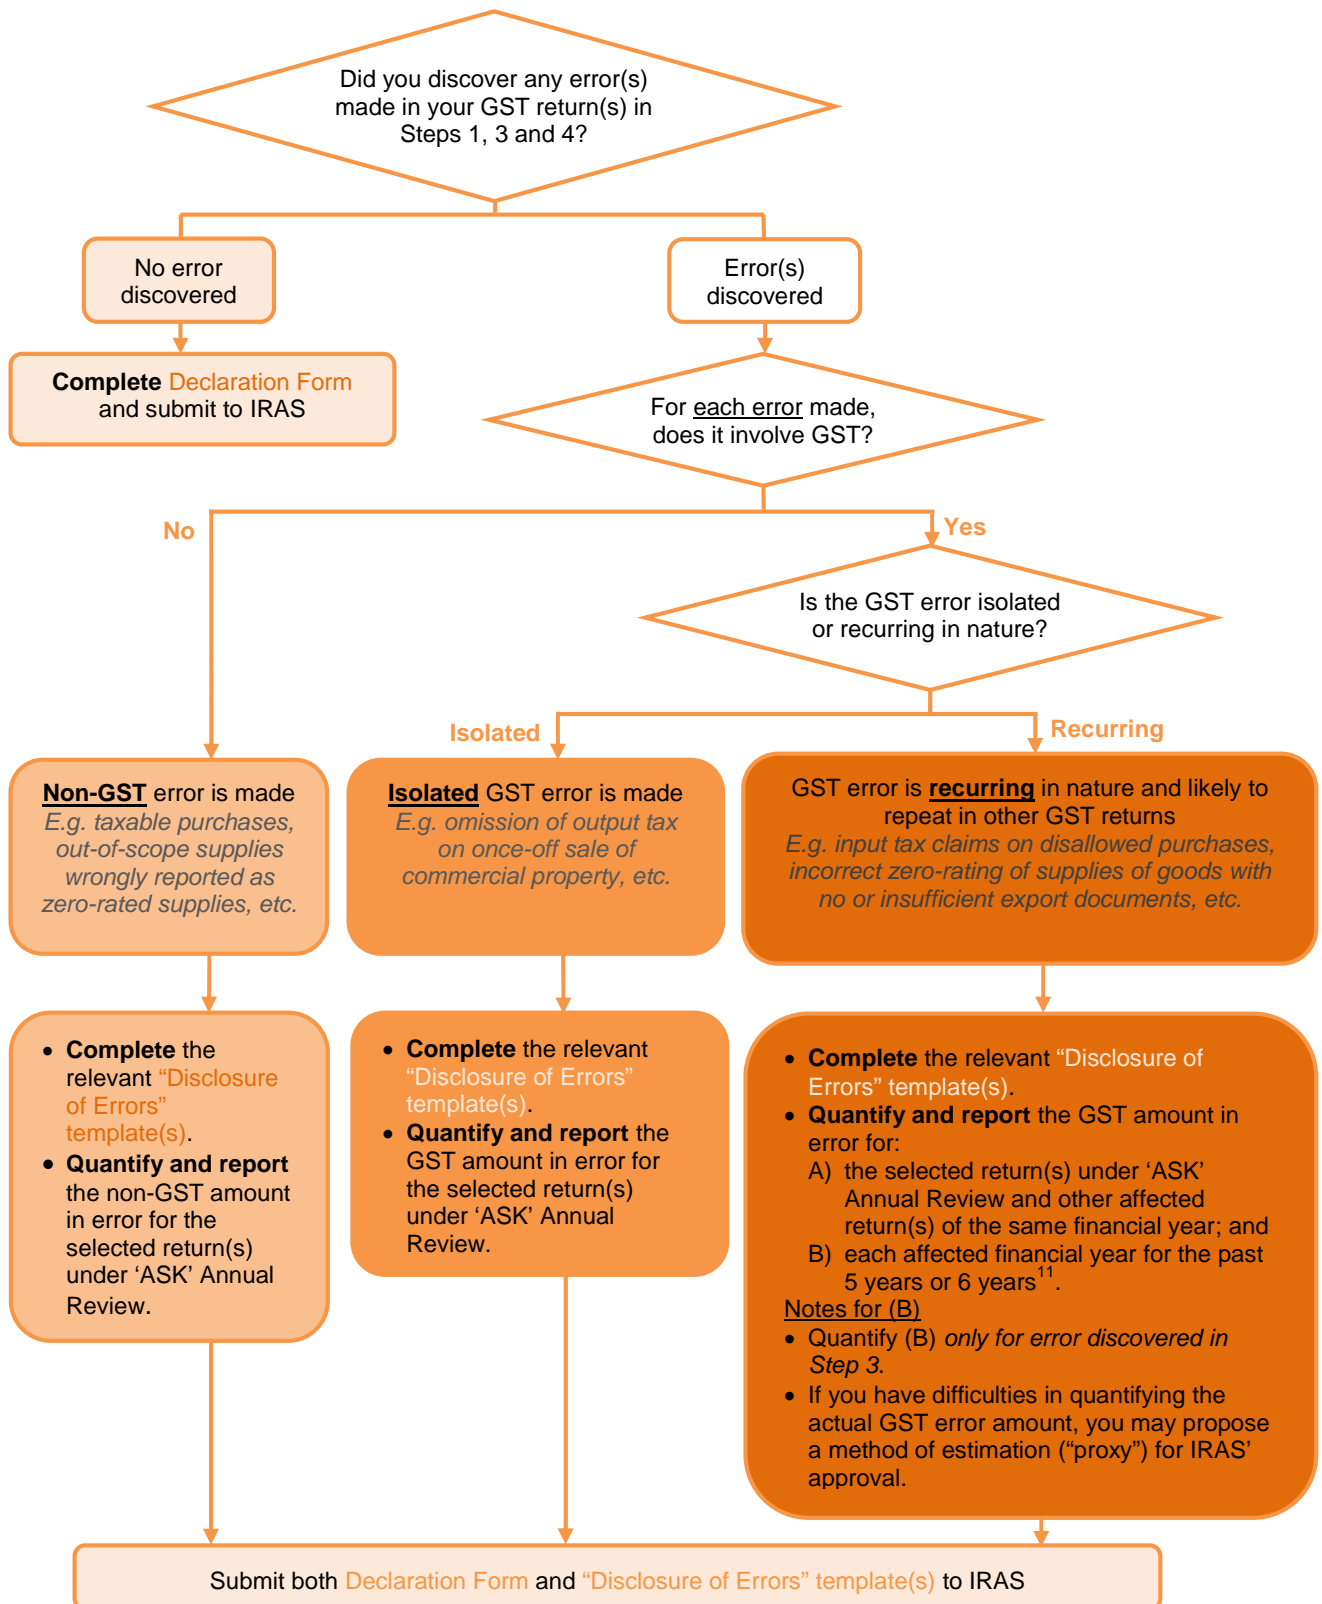 Did you discover any error(s)
made in your GST return(s) in
Steps 1, 3 and 4?
No error
discovered
Error(s)
discovered
Complete Declaration Form
and submit to IRAS
For each error made,
does it involve GST?
No
Yes
Is the GST error isolated
or recurring in nature?
Isolated
Recurring
Non-GST error is made
E.g. taxable purchases,
out-of-scope supplies
wrongly reported as
zero-rated supplies, etc.
Isolated GST error is made
E.g. omission of output tax
on once-off sale of
commercial property, etc.
GST error is recurring in nature and likely to
repeat in other GST returns
E.g. input tax claims on disallowed purchases,
incorrect zero-rating of supplies of goods with
no or insufficient export documents, etc.
• Complete the
relevant “Disclosure
of Errors”
template(s).
• Quantify and report
the non-GST amount
in error for the
selected return(s)
under ‘ASK’ Annual
Review.
• Complete the relevant
“Disclosure of Errors”
template(s).
• Quantify and report the
GST amount in error for
the selected return(s)
under ‘ASK’ Annual
Review.
• Complete the relevant “Disclosure of
Errors” template(s).
• Quantify and report the GST amount in
error for:
A) the selected return(s) under ‘ASK’
Annual Review and other affected
return(s) of the same financial year; and
B) each affected financial year for the past
5 years or 6 years11.
Notes for (B)
• Quantify (B) only for error discovered in
Step 3.
• If you have difficulties in quantifying the
actual GST error amount, you may propose
a method of estimation (“proxy”) for IRAS’
approval.
Submit both Declaration Form and “Disclosure of Errors” template(s) to IRAS